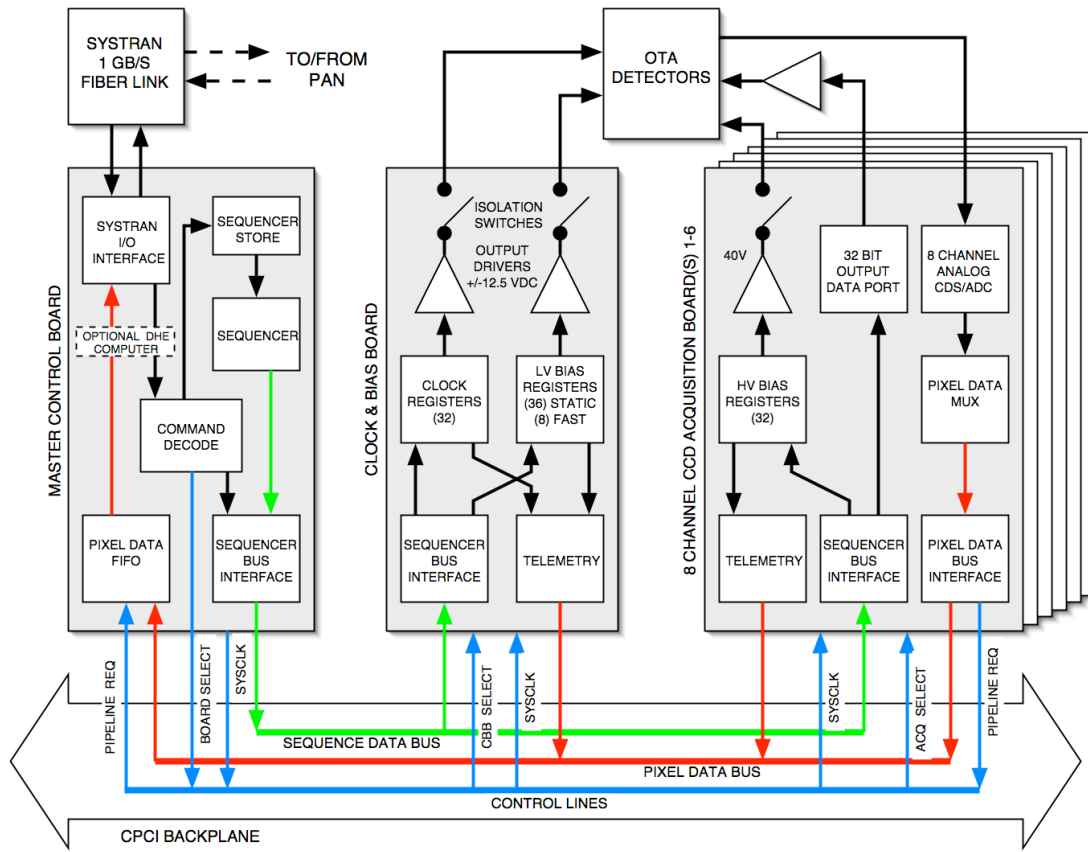 SYSTRAN
1 GB/S
FIBER LINK
TO/FROM
PAN
OTA
DETECTORS
MASTER CONTROL BOARD
SYSTRAN
I/O
INTERFACE
SEQUENCER
STORE
OPTIONAL DHE
COMPUTER
SEQUENCER
COMMAND
DECODE
PIXEL DATA
FIFO
SEQUENCER
BUS
INTERFACE
CLOCK & BIAS BOARD
ISOLATION
SWITCHES
OUTPUT
DRIVERS
+/-12.5 VDC
CLOCK
REGISTERS
(32)
LV BIAS
REGISTERS
(36) STATIC
(8) FAST
SEQUENCER
BUS
INTERFACE
TELEMETRY
8 CHANNEL CCD ACQUISITION BOARD(S) 1-6
40V
32 BIT
OUTPUT
DATA PORT
8 CHANNEL
ANALOG
CDS/ADC
HV BIAS
REGISTERS
(32)
PIXEL DATA
MUX
TELEMETRY
SEQUENCER
BUS
INTERFACE
PIXEL DATA
BUS
INTERFACE
PIPELINE REQ
BOARD SELECT
SYSCLK
CBB SELECT
SYSCLK
SYSCLK
ACQ SELECT
PIPELINE REQ
SEQUENCE DATA BUS
PIXEL DATA BUS
CONTROL LINES
CPCI BACKPLANE